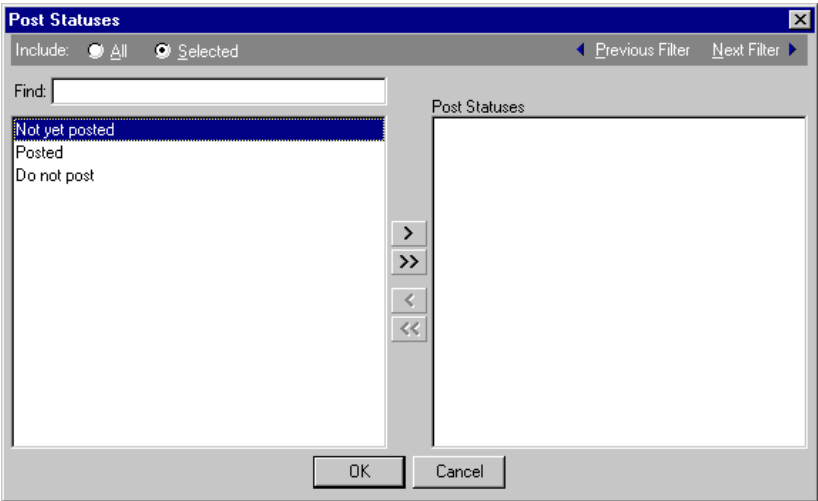 Post Statuses
Include: All Selected Previous Filter Next Filter
Find:
Post Statuses
Not yet posted
Posted
Do not post
>
>>
<
<<
OK Cancel